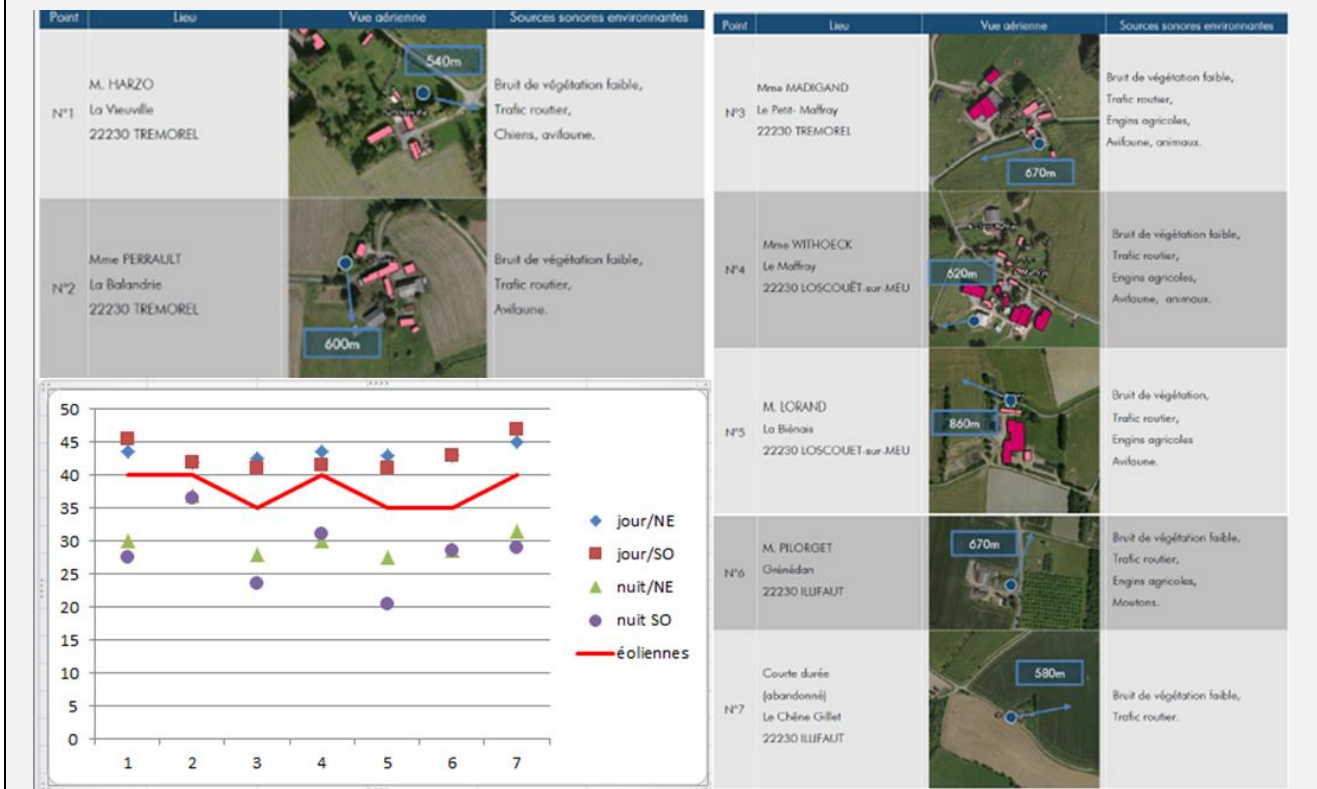 Point Lieu Vue aérienne Sources sonores environnantes
N°1
M. HARZO
La Vieuville
22230 TREMOREL
540m
Bruit de végétation faible,
Trafic routier,
Chiens, avifaune.
N°2
Mme PERRAULT
La Balandrie
22230 TREMOREL
600m
Bruit de végétation faible,
Trafic routier,
Avifaune.
50
45
40
35
30
25
20
15
10
5
0
1 2 3 4 5 6 7
jour/NE
jour/SO
nuit/NE
nuit SO
éoliennes
Point Lieu Vue aérienne Sources sonores environnantes
N°3
Mme MADIGAND
Le Petit- Maffray
22230 TREMOREL
670m
Bruit de végétation faible,
Trafic routier,
Engins agricoles,
Avifaune, animaux.
N°4
Mme WITHOECK
Le Maffray
22230 LOSCOUËT-sur-MEU
620m
Bruit de végétation faible,
Trafic routier,
Engins agricoles,
Avifaune, animaux.
N°5
M. LORAND
La Biénais
22230 LOSCOUET-sur-MEU
860m
Bruit de végétation,
Trafic routier,
Engins agricoles
Avifaune.
N°6
M. PILORGET
Grénédan
22230 ILLIFAUT
670m
Bruit de végétation faible,
Trafic routier,
Engins agricoles,
Moutons.
N°7
Courte durée
(abandonné)
Le Chêne Gillet
22230 ILLIFAUT
580m
Bruit de végétation faible,
Trafic routier.